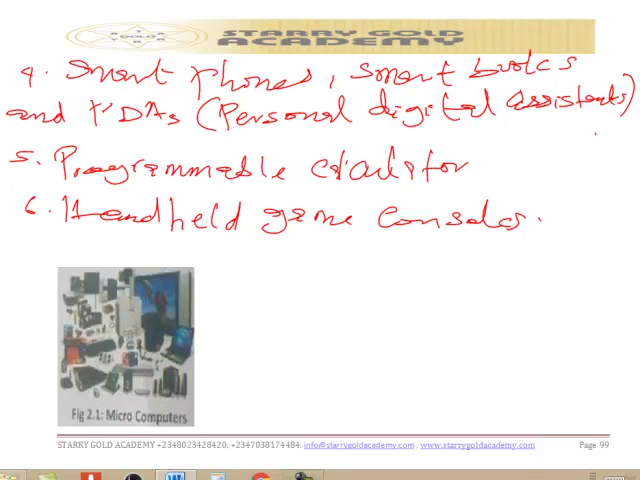 STARRY GOLD
ACADEMY
4. Smart phones, Smart books
and PDAs (Personal digital assistants)
5. Programmable calculator
6. Handheld game consoles.
Fig 2.1: Micro Computers
STARRY GOLD ACADEMY +2348023428420, +2347038174484, info@starrygoldacademy.com , www.starrygoldacademy.com Page 99